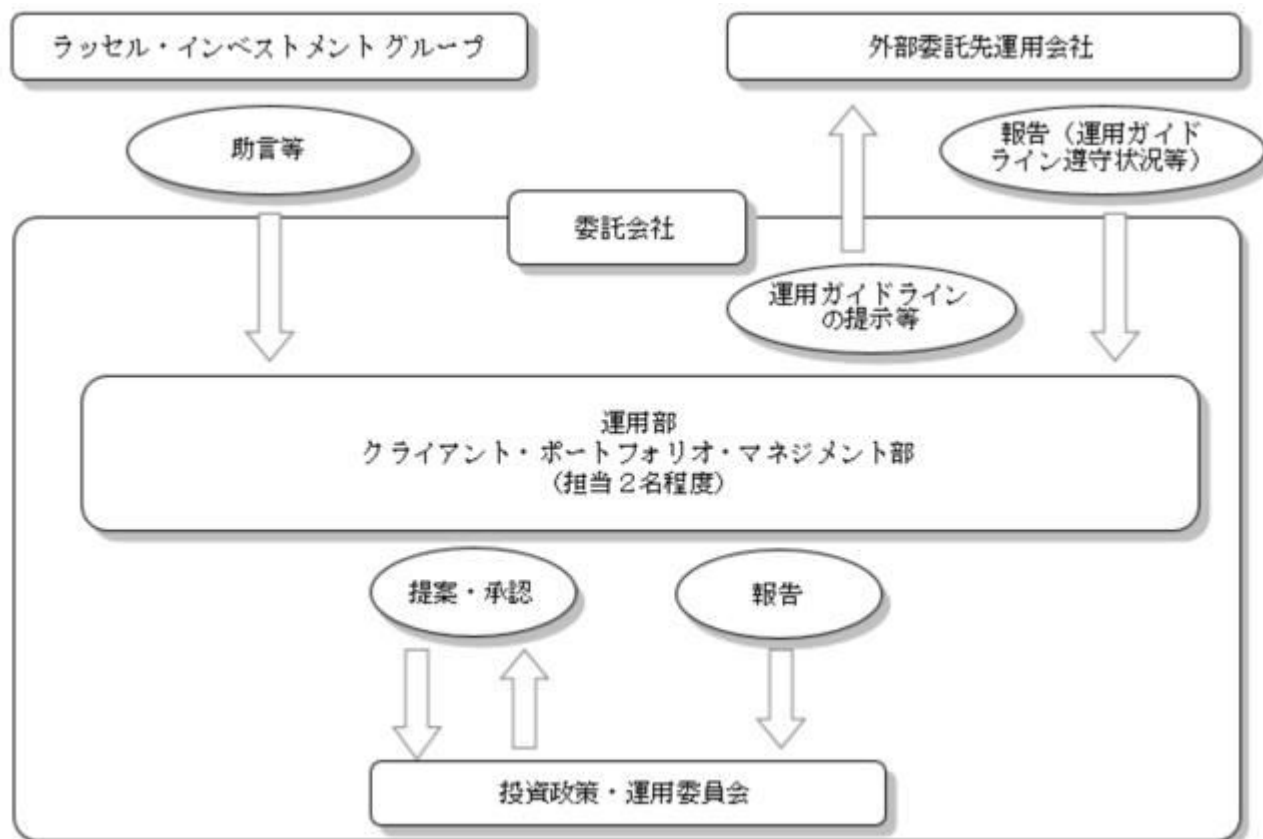 ラッセル・インベストメント グループ
外部委託先運用会社
助言等
報告（運用ガイド
ライン遵守状況等）
委託会社
運用ガイドライン
の提示等
運用部
クライアント・ポートフォリオ・マネジメント部
（担当２名程度）
提案・承認
報告
投資政策・運用委員会